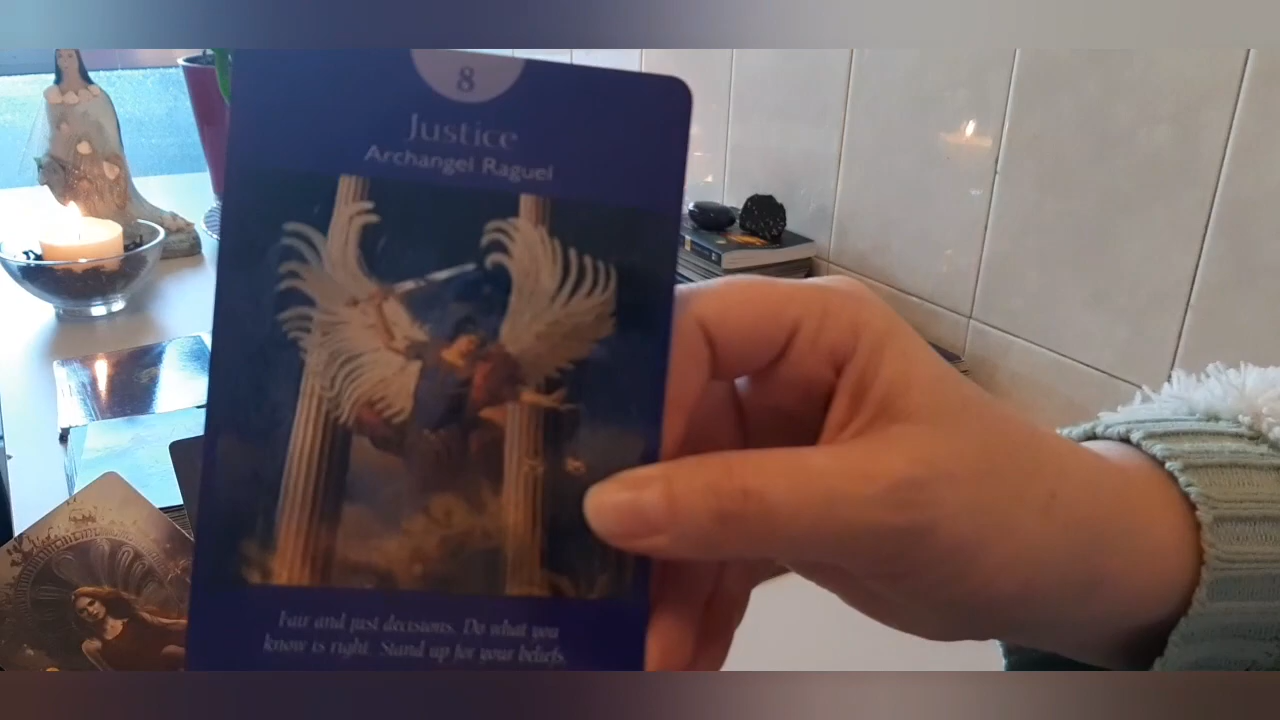 8
Justice
Archangel Raguel
Fair and just decisions. Do what you
know is right. Stand up for your beliefs.